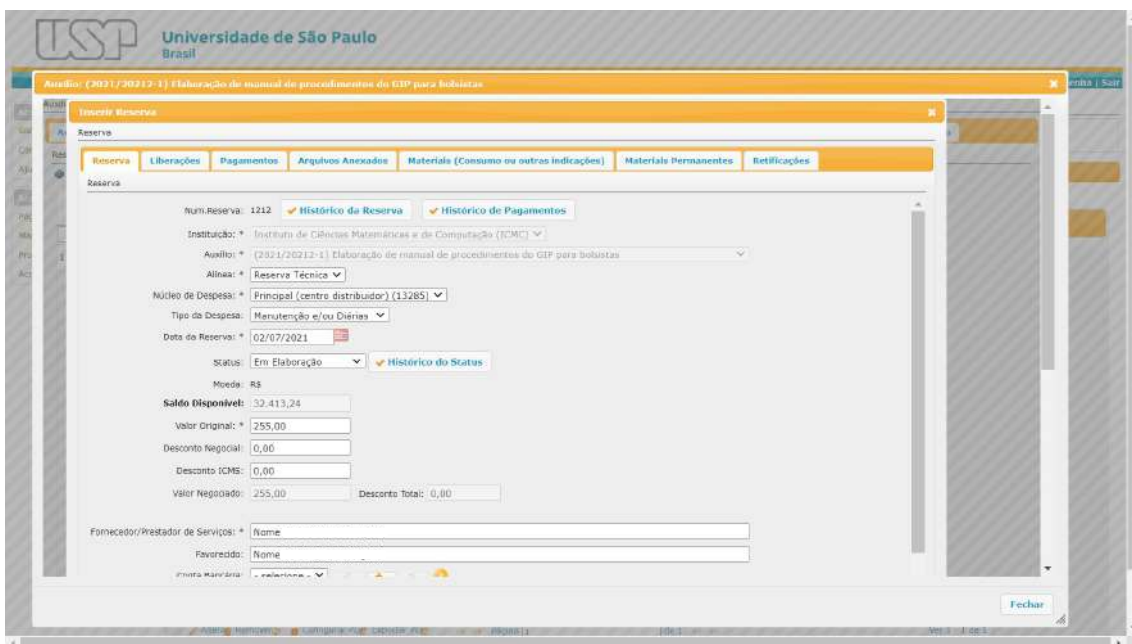 USP
Universidade de São Paulo
Brasil
Auxílio: (2021/20212-1) Elaboração de manual de procedimentos do GIP para bolsistas
| Sair
Inserir Reserva
Reserva
Reserva Liberações Pagamentos Arquivos Anexados Materiais (Consumo ou outras indicações) Materiais Permanentes Retificações
Reserva
Num.Reserva: 1212 Histórico da Reserva Histórico de Pagamentos
Instituição: * Instituto de Ciências Matemáticas e de Computação (ICMC)
Auxílio: * (2021/20212-1) Elaboração de manual de procedimentos do GIP para bolsistas
Alínea: * Reserva Técnica
Núcleo de Despesa: * Principal (centro distribuidor) (13285)
Tipo da Despesa: Manutenção e/ou Diárias
Data da Reserva: * 02/07/2021
Status: Em Elaboração Histórico do Status
Moeda: R$
Saldo Disponível: 32.413,24
Valor Original: * 255,00
Desconto Negocial: 0,00
Desconto ICMS: 0,00
Valor Negociado: 255,00 Desconto Total: 0,00
Fornecedor/Prestador de Serviços: * Nome
Favorecido: Nome
Conta Bancária: - selecione -
Fechar